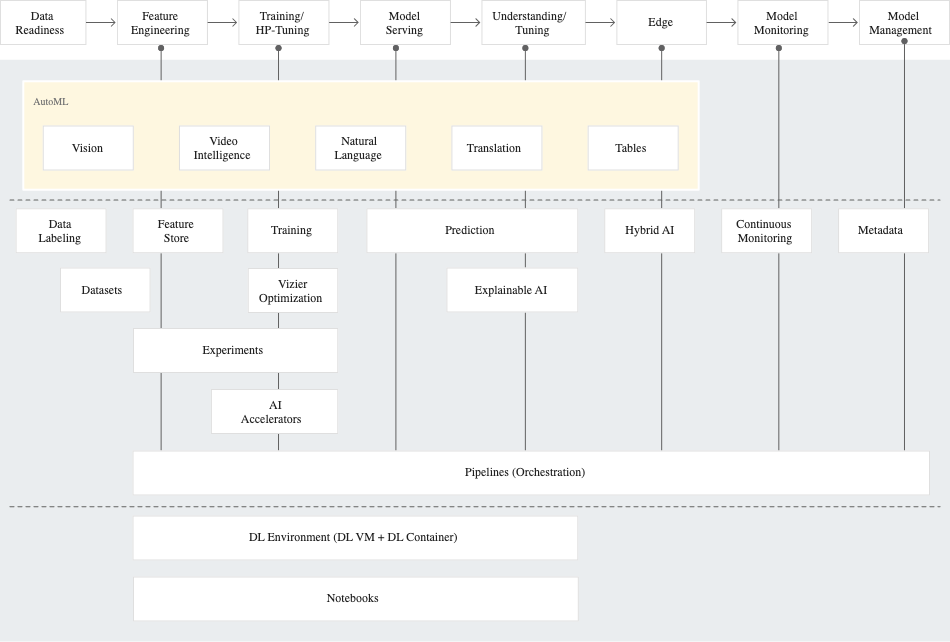 Data
Readiness
Feature
Engineering
Training/
HP-Tuning
Model
Serving
Understanding/
Tuning
Edge
Model
Monitoring
Model
Management
AutoML
Vision
Video
Intelligence
Natural
Language
Translation
Tables
Data
Labeling
Feature
Store
Training
Prediction
Hybrid AI
Continuous
Monitoring
Metadata
Datasets
Vizier
Optimization
Explainable AI
Experiments
AI
Accelerators
Pipelines (Orchestration)
DL Environment (DL VM + DL Container)
Notebooks